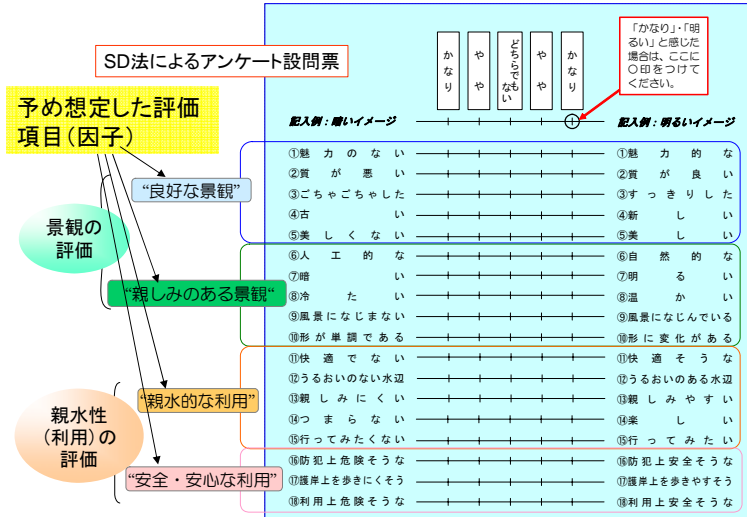 SD法によるアンケート設問票
予め想定した評価
項目(因子)
かなり
やや
どちらでもない
やや
かなり
「かなり」・「明
るい」と感じた
場合は、ここに
○印をつけて
ください。
記入例：暗いイメージ
記入例：明るいイメージ
“良好な景観”
景観の
評価
“親しみのある景観“
“親水的な利用”
親水性
(利用)の
評価
“安全・安心な利用”
①魅力のない ①魅力的な
②質が悪い ②質が良い
③ごちゃごちゃした ③すっきりした
④古い ④新しい
⑤美しくない ⑤美しい
⑥人工的な ⑥自然的な
⑦暗い ⑦明るい
⑧冷たい ⑧温かい
⑨風景になじまない ⑨風景になじんでいる
⑩形が単調である ⑩形に変化がある
⑪快適でない ⑪快適そうな
⑫うるおいのない水辺 ⑫うるおいのある水辺
⑬親しみにくい ⑬親しみやすい
⑭つまらない ⑭楽しい
⑮行ってみたくない ⑮行ってみたい
⑯防犯上危険そうな ⑯防犯上安全そうな
⑰護岸上を歩きにくそう ⑰護岸上を歩きやすそう
⑱利用上危険そうな ⑱利用上安全そうな